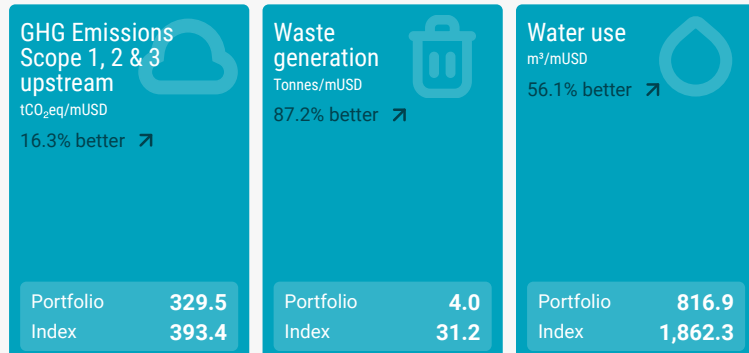 GHG Emissions
Scope 1, 2 & 3
upstream
tCO₂eq/mUSD
16.3% better
Portfolio 329.5
Index 393.4
Waste
generation
Tonnes/mUSD
87.2% better
Portfolio 4.0
Index 31.2
Water use
m³/mUSD
56.1% better
Portfolio 816.9
Index 1,862.3